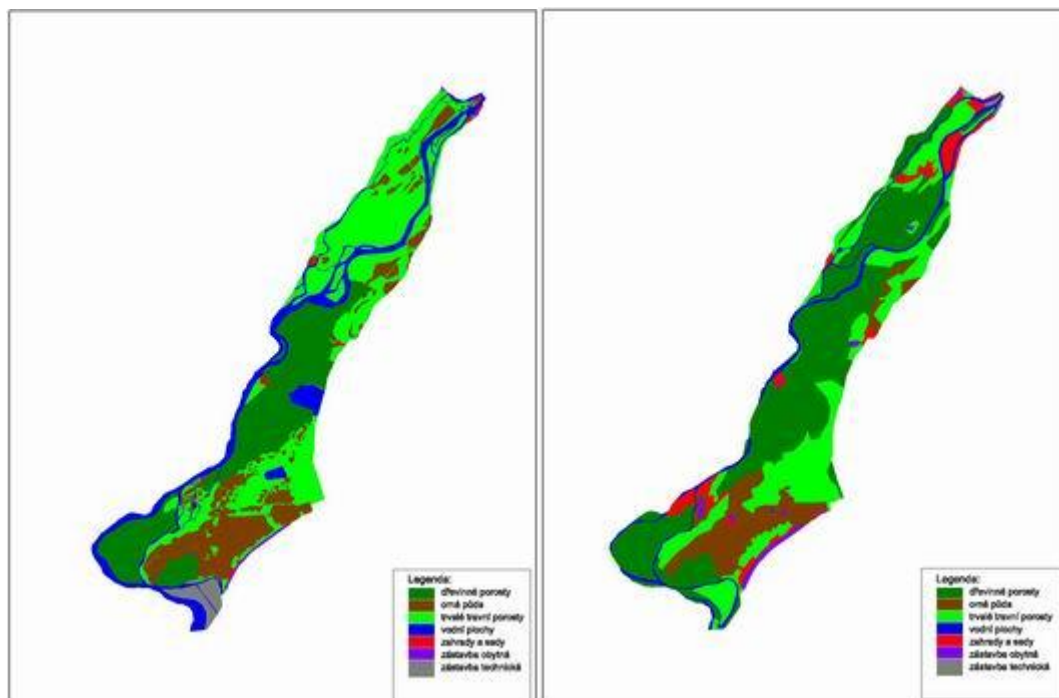 Legenda:
dřevinné porosty
orná půda
trvalé travní porosty
vodní plochy
zahrady a sady
zástavba obytná
zástavba technická
Legenda:
dřevinné porosty
orná půda
trvalé travní porosty
vodní plochy
zahrady a sady
zástavba obytná
zástavba technická